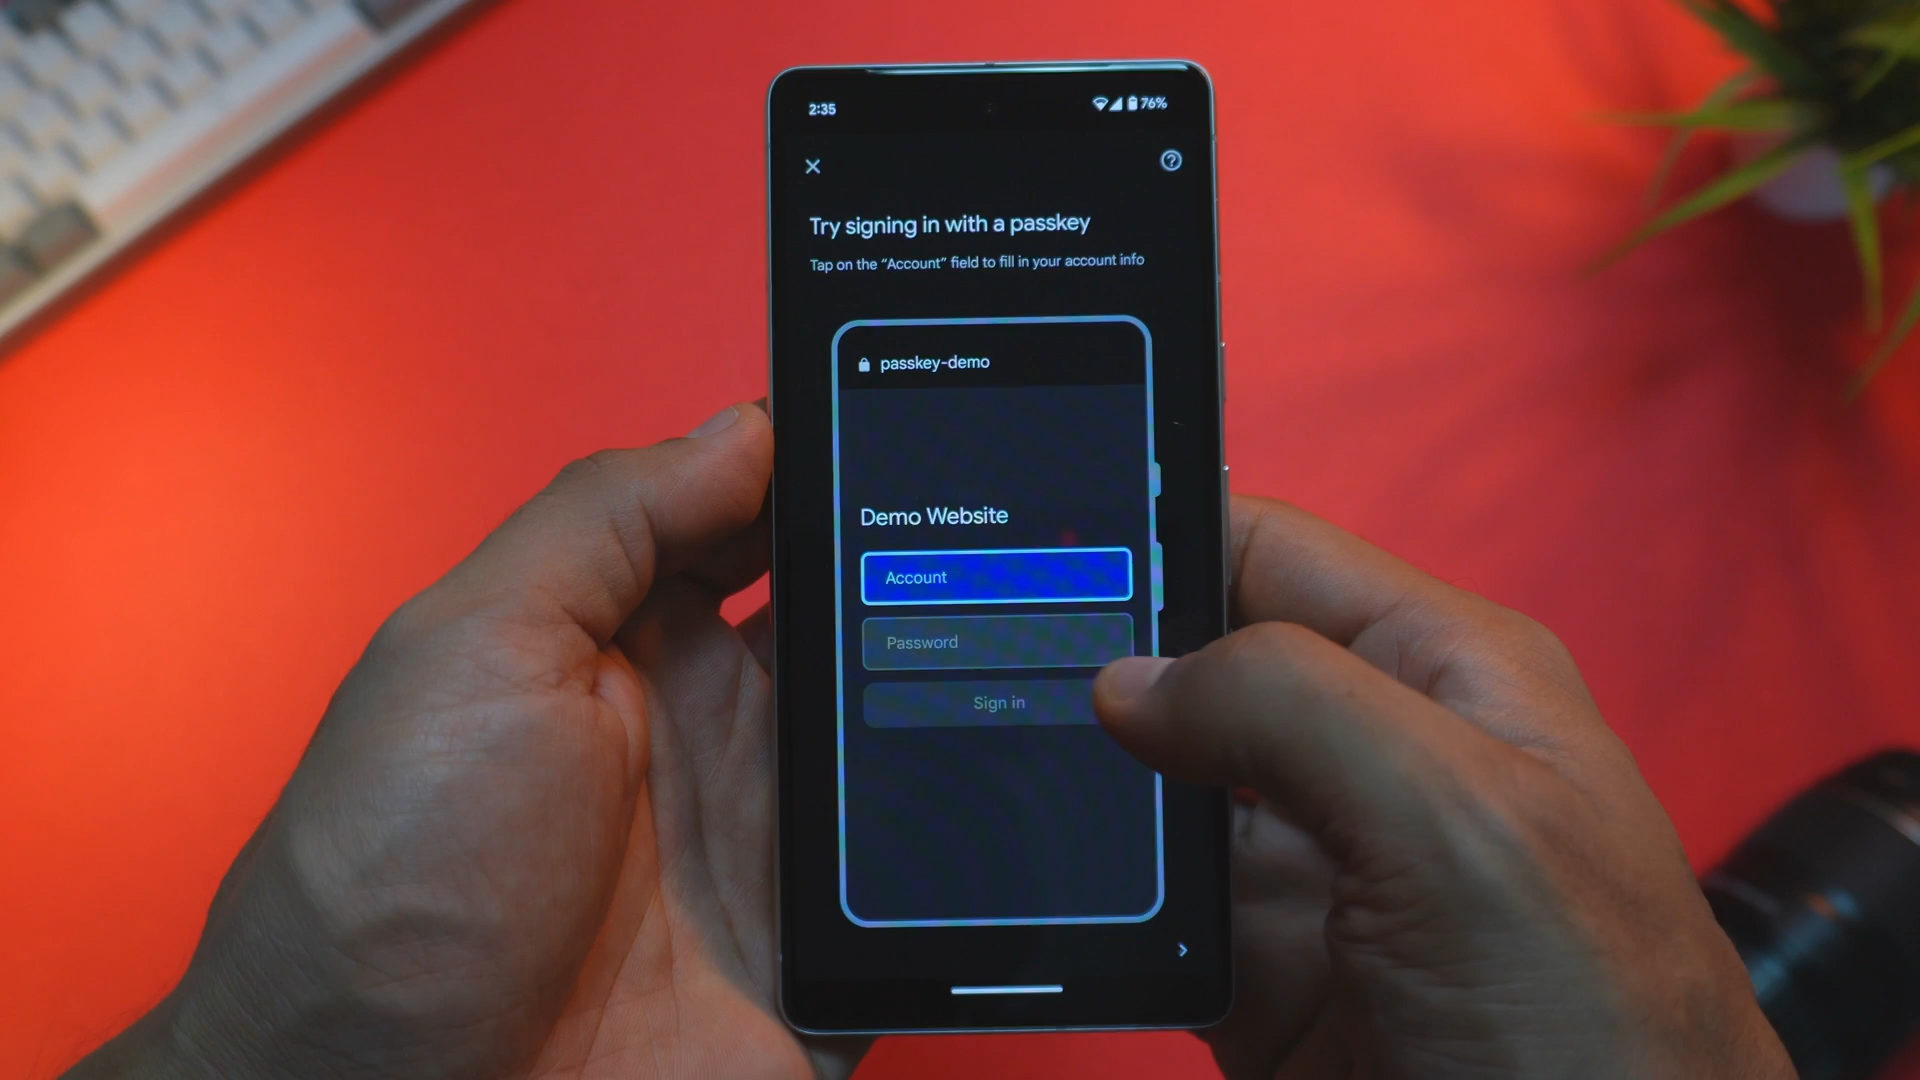 2:35
76%
Try signing in with a passkey
Tap on the “Account” field to fill in your account info
passkey-demo
Demo Website
Account
Password
Sign in